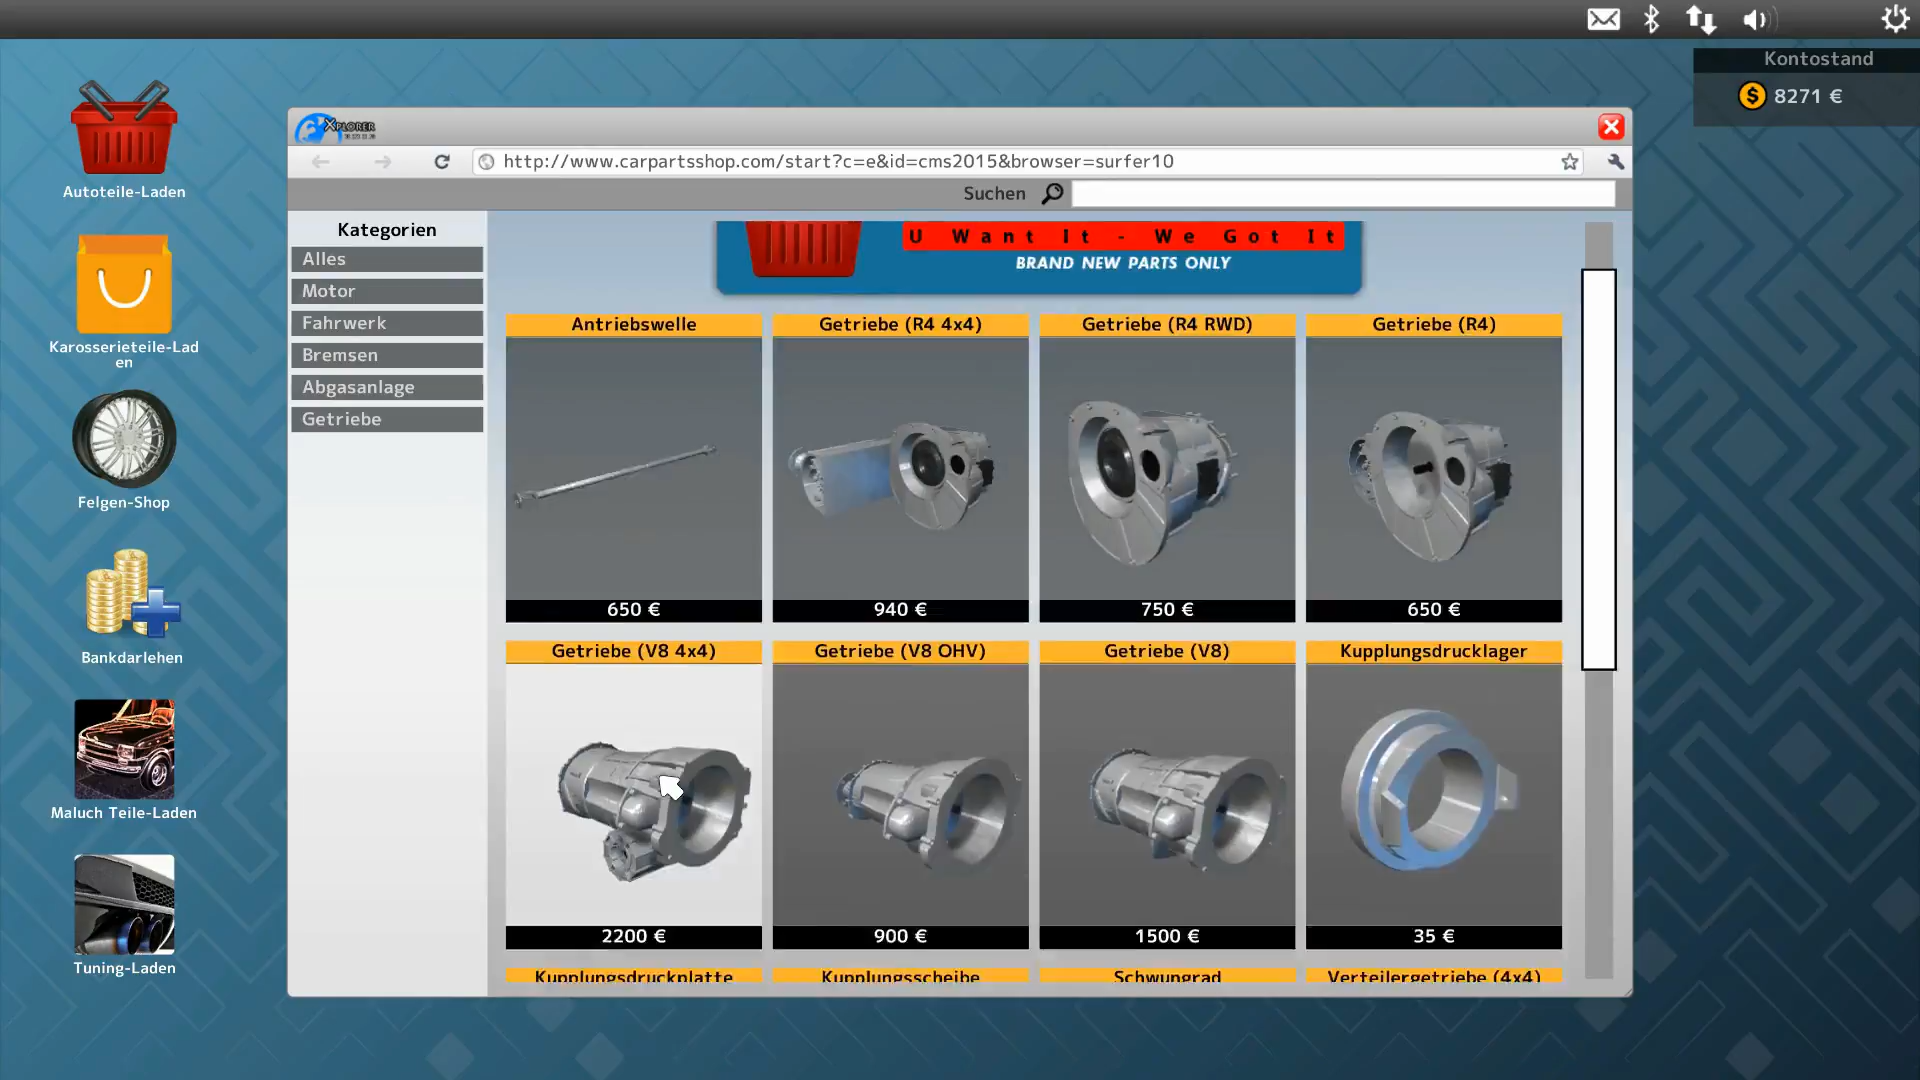 Kontostand
8271 €
Autoteile-Laden
Karosserieteile-Lad
en
Felgen-Shop
Bankdarlehen
Maluch Teile-Laden
Tuning-Laden
XPLORER
http://www.carpartsshop.com/start?c=e&id=cms2015&browser=surfer10
Suchen
Kategorien
Alles
Motor
Fahrwerk
Bremsen
Abgasanlage
Getriebe
U Want It - We Got It
BRAND NEW PARTS ONLY
Antriebswelle
Getriebe (R4 4x4)
Getriebe (R4 RWD)
Getriebe (R4)
650 €
940 €
750 €
650 €
Getriebe (V8 4x4)
Getriebe (V8 OHV)
Getriebe (V8)
Kupplungsdrucklager
2200 €
900 €
1500 €
35 €
Kupplungsdruckplatte
Kupplungsscheibe
Schwungrad
Verteilergetriebe (4x4)